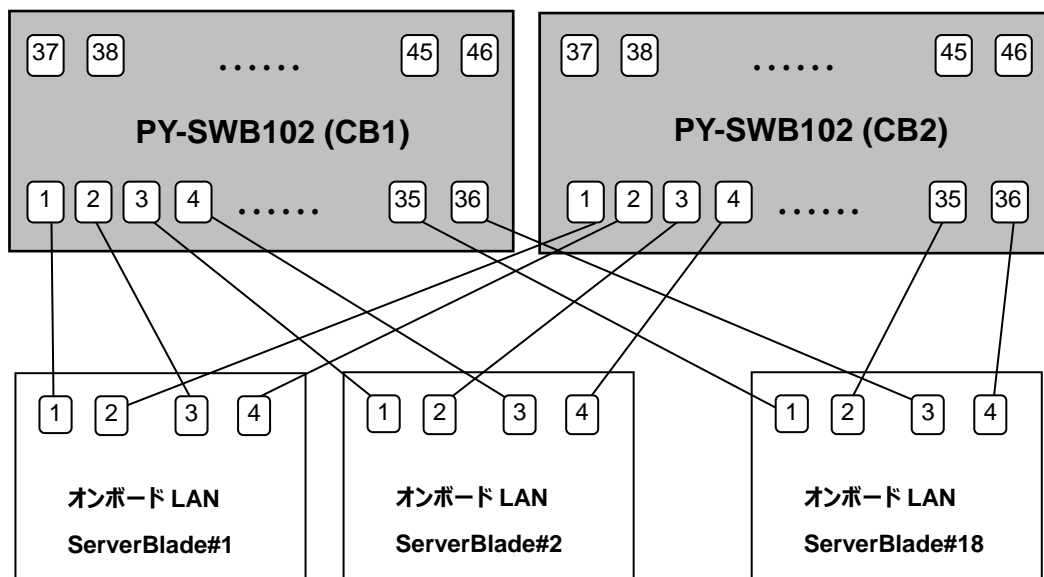 37 38 ...... 45 46
PY-SWB102 (CB1)
1 2 3 4 ...... 35 36
37 38 ...... 45 46
PY-SWB102 (CB2)
1 2 3 4 ...... 35 36
1 2 3 4
オンボード LAN
ServerBlade#1
1 2 3 4
オンボード LAN
ServerBlade#2
1 2 3 4
オンボード LAN
ServerBlade#18